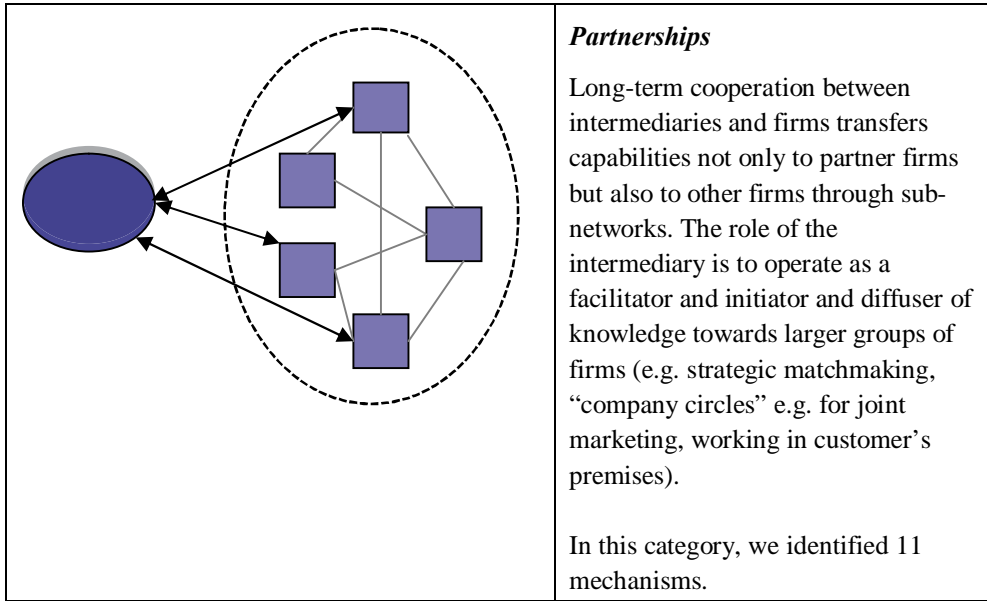 Partnerships
Long-term cooperation between
intermediaries and firms transfers
capabilities not only to partner firms
but also to other firms through sub-
networks. The role of the
intermediary is to operate as a
facilitator and initiator and diffuser of
knowledge towards larger groups of
firms (e.g. strategic matchmaking,
“company circles” e.g. for joint
marketing, working in customer’s
premises).
In this category, we identified 11
mechanisms.